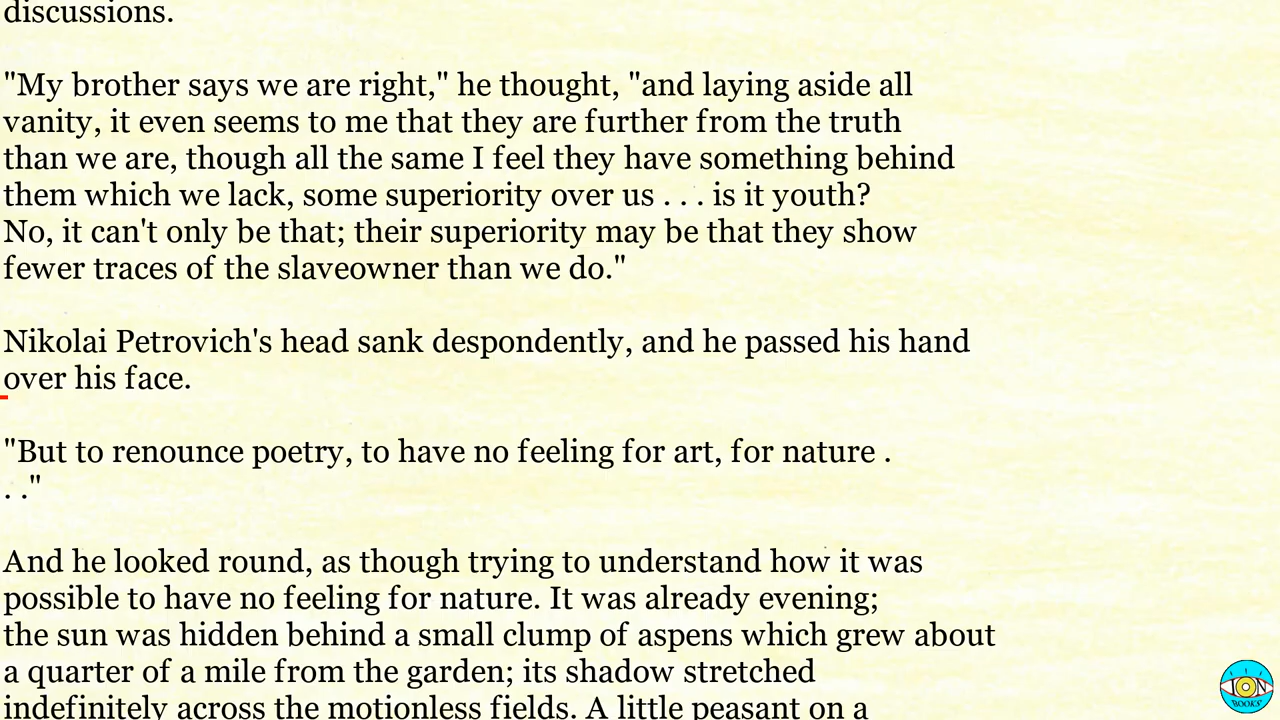 discussions.
"My brother says we are right," he thought, "and laying aside all
vanity, it even seems to me that they are further from the truth
than we are, though all the same I feel they have something behind
them which we lack, some superiority over us . . . is it youth?
No, it can't only be that; their superiority may be that they show
fewer traces of the slaveowner than we do."
Nikolai Petrovich's head sank despondently, and he passed his hand
over his face.
"But to renounce poetry, to have no feeling for art, for nature .
. ."
And he looked round, as though trying to understand how it was
possible to have no feeling for nature. It was already evening;
the sun was hidden behind a small clump of aspens which grew about
a quarter of a mile from the garden; its shadow stretched
indefinitely across the motionless fields. A little peasant on a
ION
BOOKS